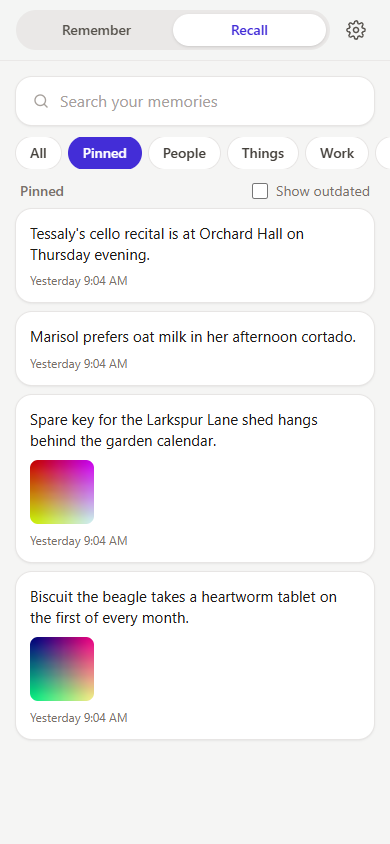 Remember
Recall
Search your memories
All
Pinned
People
Things
Work
Pinned
Show outdated
Tessaly's cello recital is at Orchard Hall on
Thursday evening.
Yesterday 9:04 AM
Marisol prefers oat milk in her afternoon cortado.
Yesterday 9:04 AM
Spare key for the Larkspur Lane shed hangs
behind the garden calendar.
Yesterday 9:04 AM
Biscuit the beagle takes a heartworm tablet on
the first of every month.
Yesterday 9:04 AM